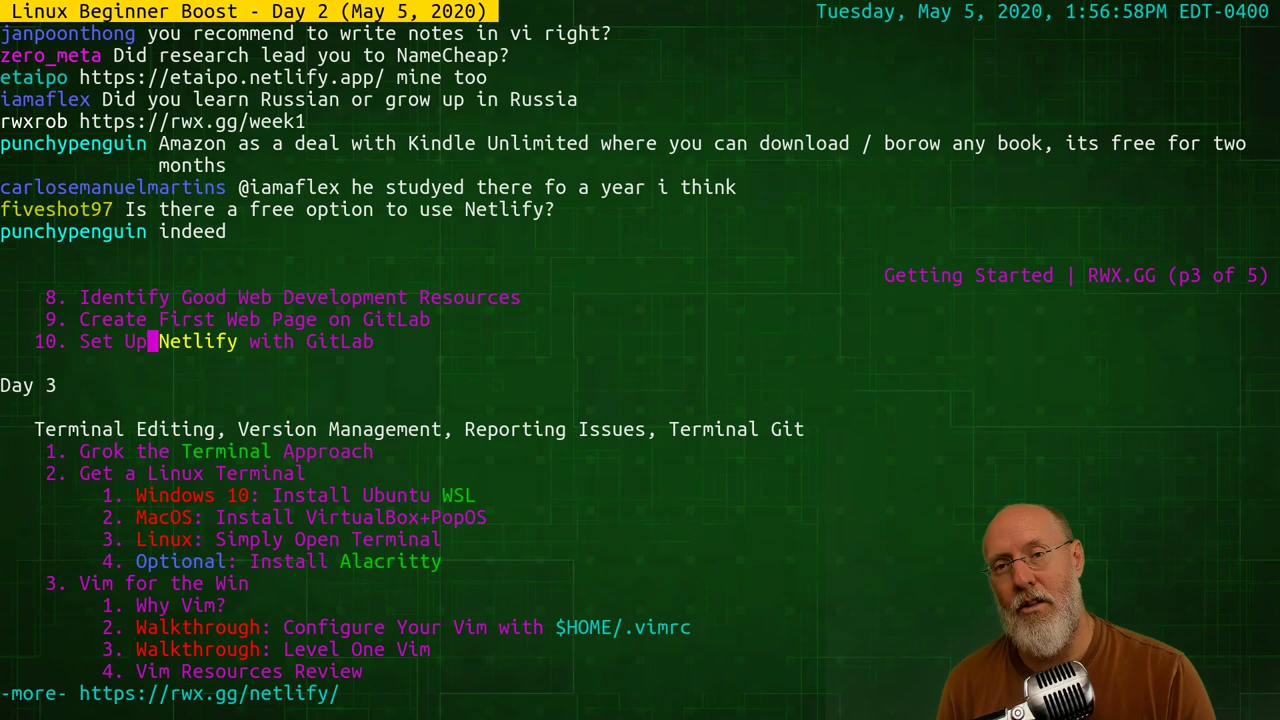 Linux Beginner Boost - Day 2 (May 5, 2020)
Tuesday, May 5, 2020, 1:56:58PM EDT-0400
janpoonthong you recommend to write notes in vi right?
zero_meta Did research lead you to NameCheap?
etaipo https://etaipo.netlify.app/ mine too
iamaflex Did you learn Russian or grow up in Russia
rwxrob https://rwx.gg/week1
punchypenguin Amazon as a deal with Kindle Unlimited where you can download / borow any book, its free for two
months
carlosemanuelmartins @iamaflex he studyed there fo a year i think
fiveshot97 Is there a free option to use Netlify?
punchypenguin indeed
Getting Started | RWX.GG (p3 of 5)
8. Identify Good Web Development Resources
9. Create First Web Page on GitLab
10. Set Up Netlify with GitLab
Day 3
Terminal Editing, Version Management, Reporting Issues, Terminal Git
1. Grok the Terminal Approach
2. Get a Linux Terminal
1. Windows 10: Install Ubuntu WSL
2. MacOS: Install VirtualBox+PopOS
3. Linux: Simply Open Terminal
4. Optional: Install Alacritty
3. Vim for the Win
1. Why Vim?
2. Walkthrough: Configure Your Vim with $HOME/.vimrc
3. Walkthrough: Level One Vim
4. Vim Resources Review
-more- https://rwx.gg/netlify/